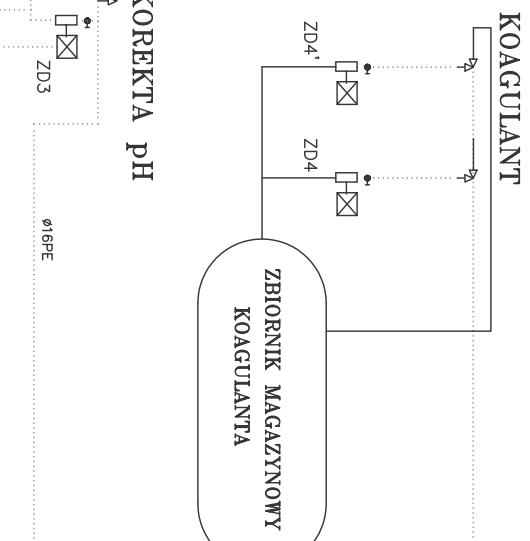 KOAGULANT
ZD4'
ZD4
ZBIORNIK MAGAZYNOWY
KOAGULANTA
KOREKTA pH
ZD3
ø16PE